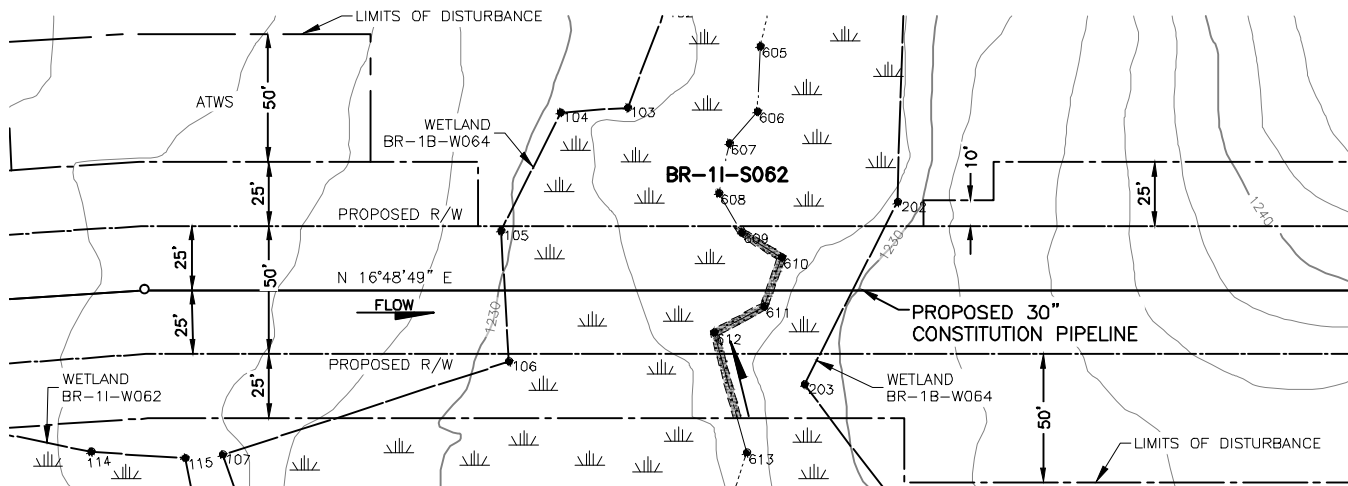 LIMITS OF DISTURBANCE
605
ATWS
50'
104
103
606
10'
WETLAND
BR-1B-W064
607
BR-1I-S062
25'
25'
608
202
1240
PROPOSED R/W
105
609
610
1230
25'
50'
N 16°48'49" E
FLOW
1230
611
PROPOSED 30"
CONSTITUTION PIPELINE
25'
612
PROPOSED R/W
106
WETLAND
BR-1I-W062
25'
203
WETLAND
BR-1B-W064
50'
LIMITS OF DISTURBANCE
114
115
107
613